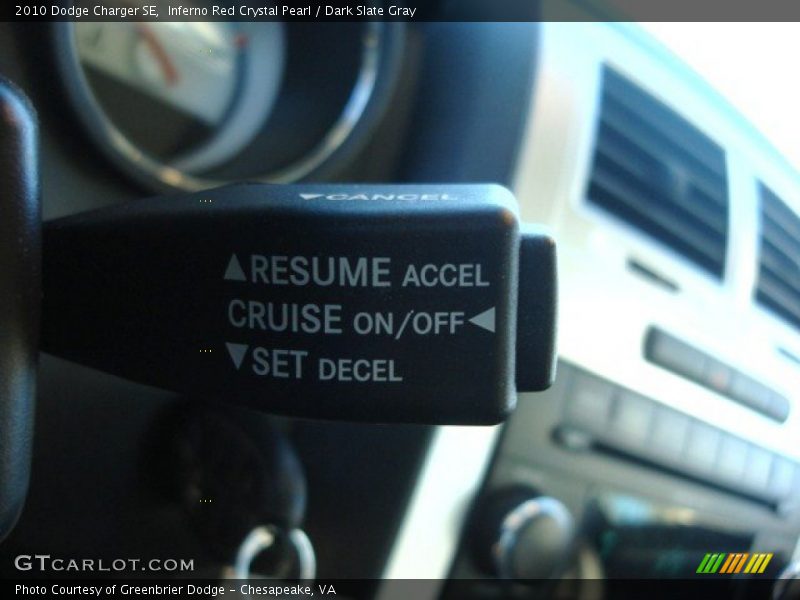 2010 Dodge Charger SE,  Inferno Red Crystal Pearl / Dark Slate Gray
▼CANCEL
▲RESUME ACCEL
CRUISE ON/OFF◀
▼SET DECEL
GTCARLOT.COM
Photo Courtesy of Greenbrier Dodge - Chesapeake, VA